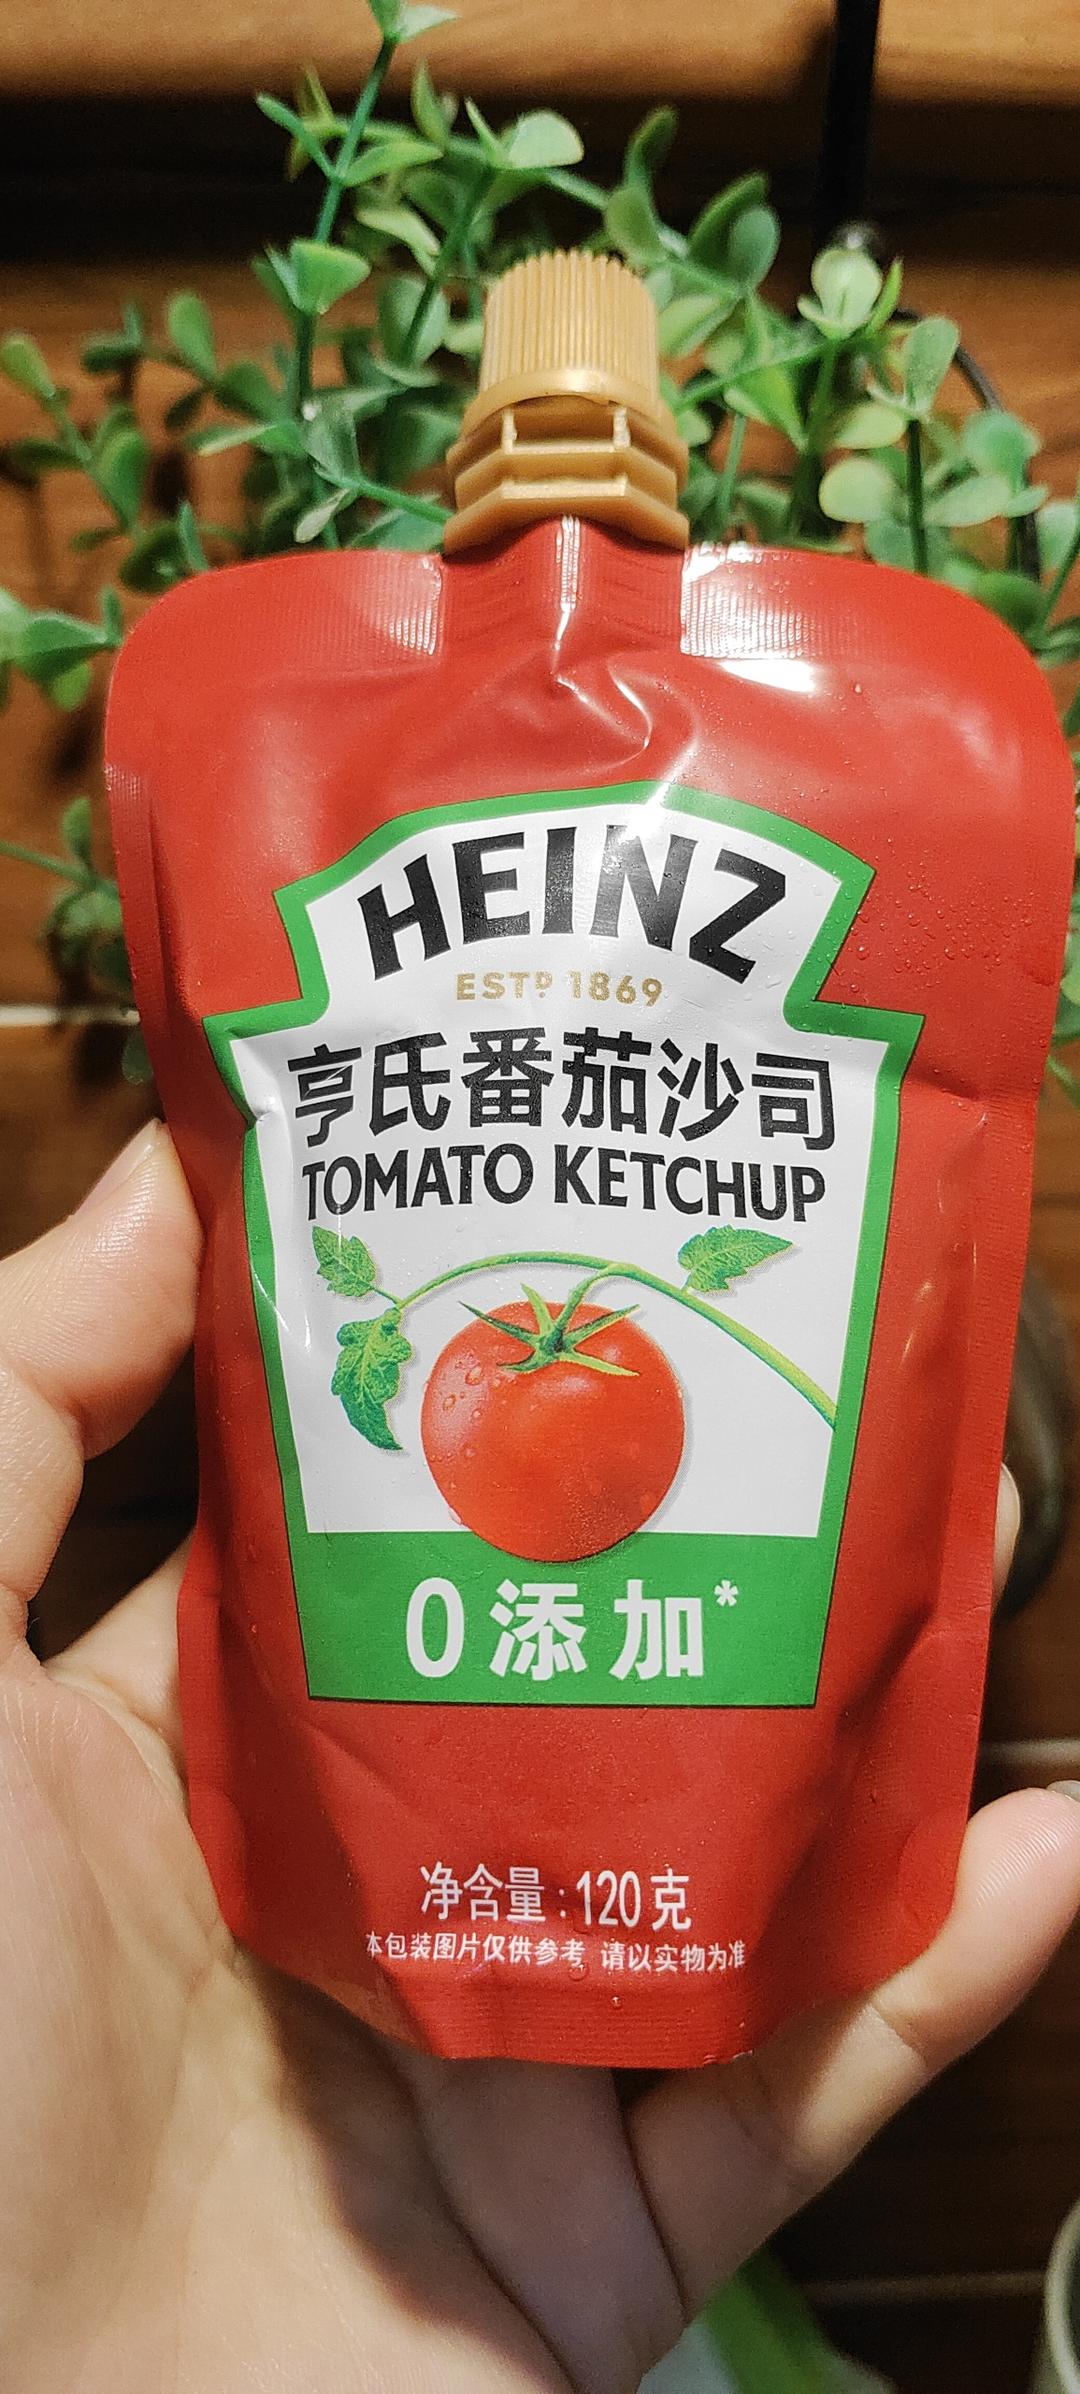 HEINZ
ESTD 1869
亨氏番茄沙司
TOMATO KETCHUP
0添加*
净含量:120克
本包装图片仅供参考 请以实物为准